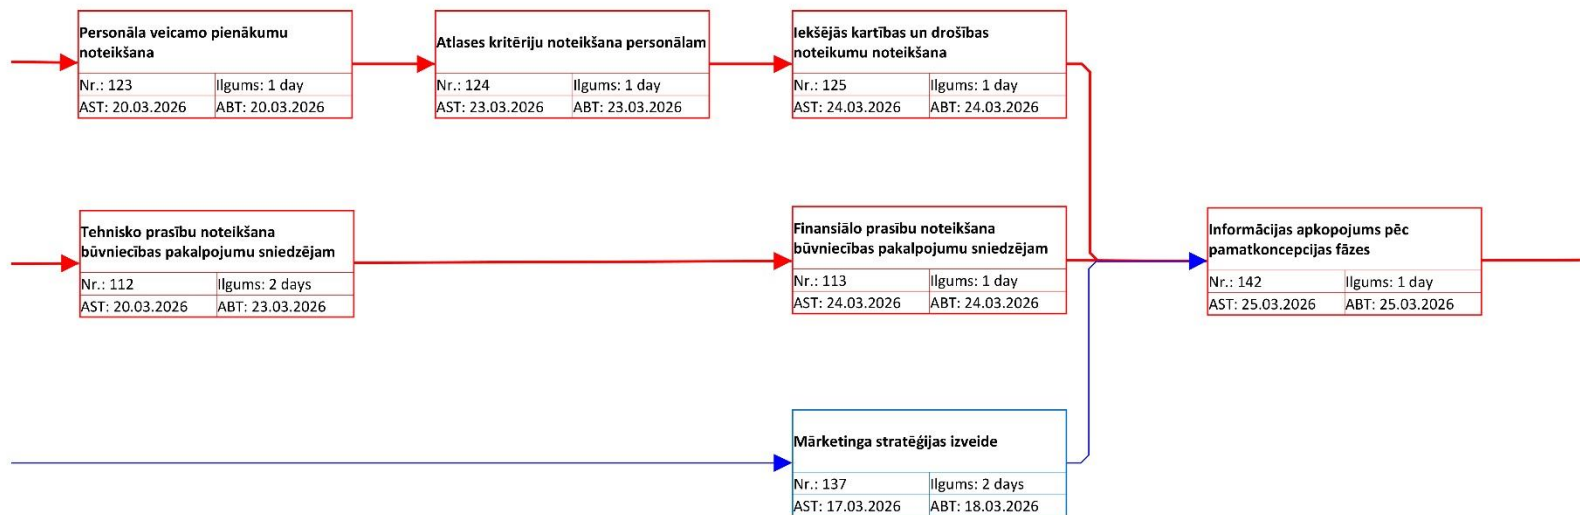 Personāla veicamo pienākumu
noteikšana
Nr.: 123 Ilgums: 1 day
AST: 20.03.2026 ABT: 20.03.2026
Atlases kritēriju noteikšana personālam
Nr.: 124 Ilgums: 1 day
AST: 23.03.2026 ABT: 23.03.2026
Iekšējās kartības un drošības
noteikumu noteikšana
Nr.: 125 Ilgums: 1 day
AST: 24.03.2026 ABT: 24.03.2026
Tehnisko prasību noteikšana
būvniecības pakalpojumu sniedzējam
Nr.: 112 Ilgums: 2 days
AST: 20.03.2026 ABT: 23.03.2026
Finansiālo prasību noteikšana
būvniecības pakalpojumu sniedzējam
Nr.: 113 Ilgums: 1 day
AST: 24.03.2026 ABT: 24.03.2026
Informācijas apkopojums pēc
pamatkoncepcijas fāzes
Nr.: 142 Ilgums: 1 day
AST: 25.03.2026 ABT: 25.03.2026
Mārketinga stratēģijas izveide
Nr.: 137 Ilgums: 2 days
AST: 17.03.2026 ABT: 18.03.2026